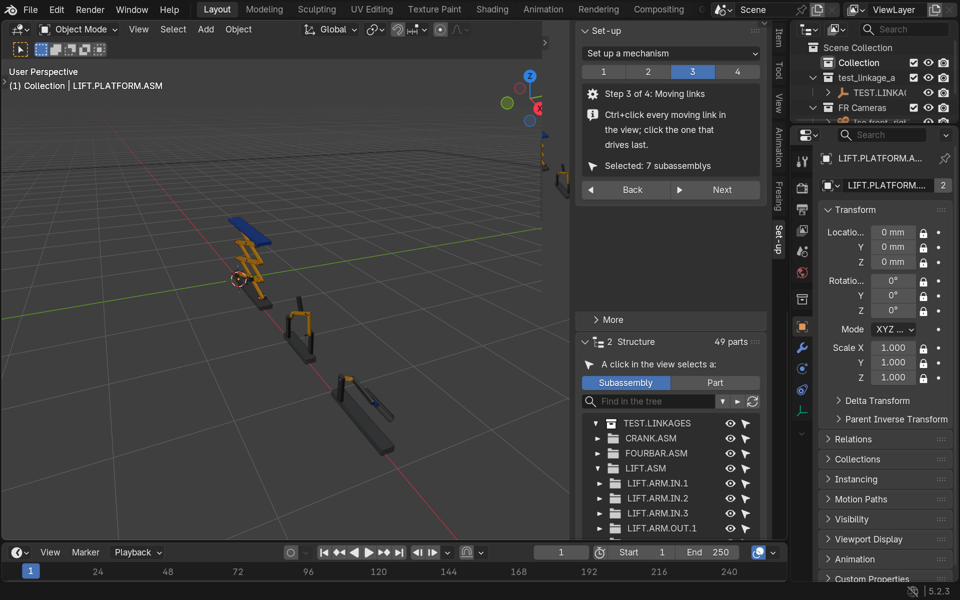 File Edit Render Window Help Layout Modeling Sculpting UV Editing Texture Paint Shading Animation Rendering Compositing Scene ViewLayer
Object Mode View Select Add Object Global Search
User Perspective
(1) Collection | LIFT.PLATFORM.ASM
Z
X
Item
Tool
View
Animation
Fresing
Set-up
Set-up
Set up a mechanism
1 2 3 4
Step 3 of 4: Moving links
Ctrl+click every moving link in
the view; click the one that
drives last.
Selected: 7 subassemblys
Back Next
More
2 Structure 49 parts
A click in the view selects a:
Subassembly Part
Find in the tree
TEST.LINKAGES
CRANK.ASM
FOURBAR.ASM
LIFT.ASM
LIFT.ARM.IN.1
LIFT.ARM.IN.2
LIFT.ARM.IN.3
LIFT.ARM.OUT.1
Scene Collection
Collection
test_linkage_a
TEST.LINKA
FR Cameras
Search
LIFT.PLATFORM.A...
LIFT.PLATFORM.... 2
Transform
Locatio... 0 mm
Y 0 mm
Z 0 mm
Rotatio... 0°
Y 0°
Z 0°
Mode XYZ ...
Scale X 1.000
Y 1.000
Z 1.000
Delta Transform
Parent Inverse Transform
Relations
Collections
Instancing
Motion Paths
Visibility
Viewport Display
Animation
Custom Properties
View Marker Playback 1 Start 1 End 250
1 24 48 72 96 120 144 168 192 216 240
5.2.3